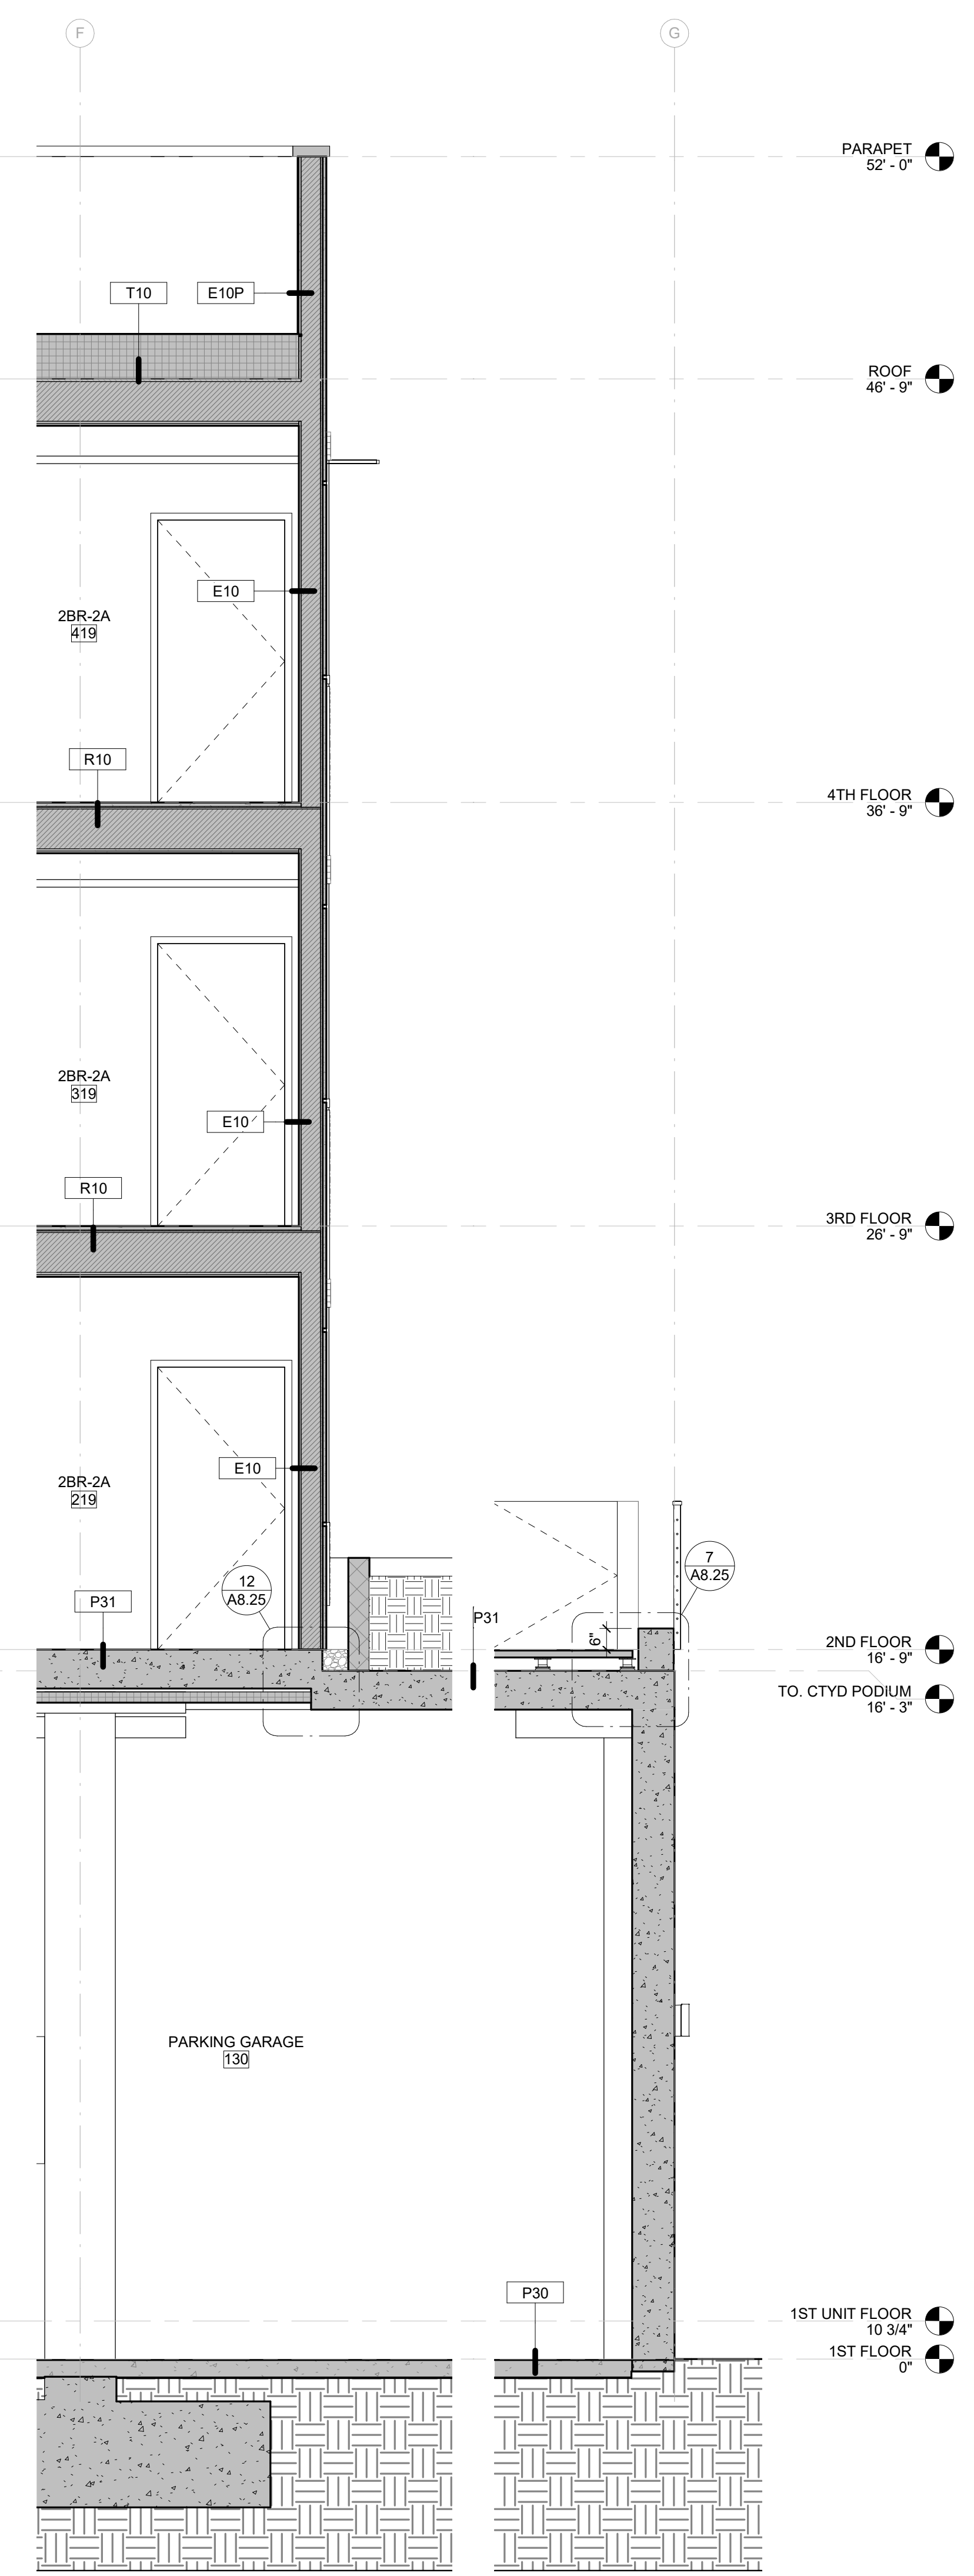 F
G
PARAPET
52' - 0"
T10
E10P
ROOF
46' - 9"
E10
2BR-2A
419
R10
4TH FLOOR
36' - 9"
2BR-2A
319
E10
R10
3RD FLOOR
26' - 9"
E10
2BR-2A
219
7
A8.25
12
A8.25
P31
P31
6"
2ND FLOOR
16' - 9"
TO. CTYD PODIUM
16' - 3"
PARKING GARAGE
130
P30
1ST UNIT FLOOR
10 3/4"
1ST FLOOR
0"